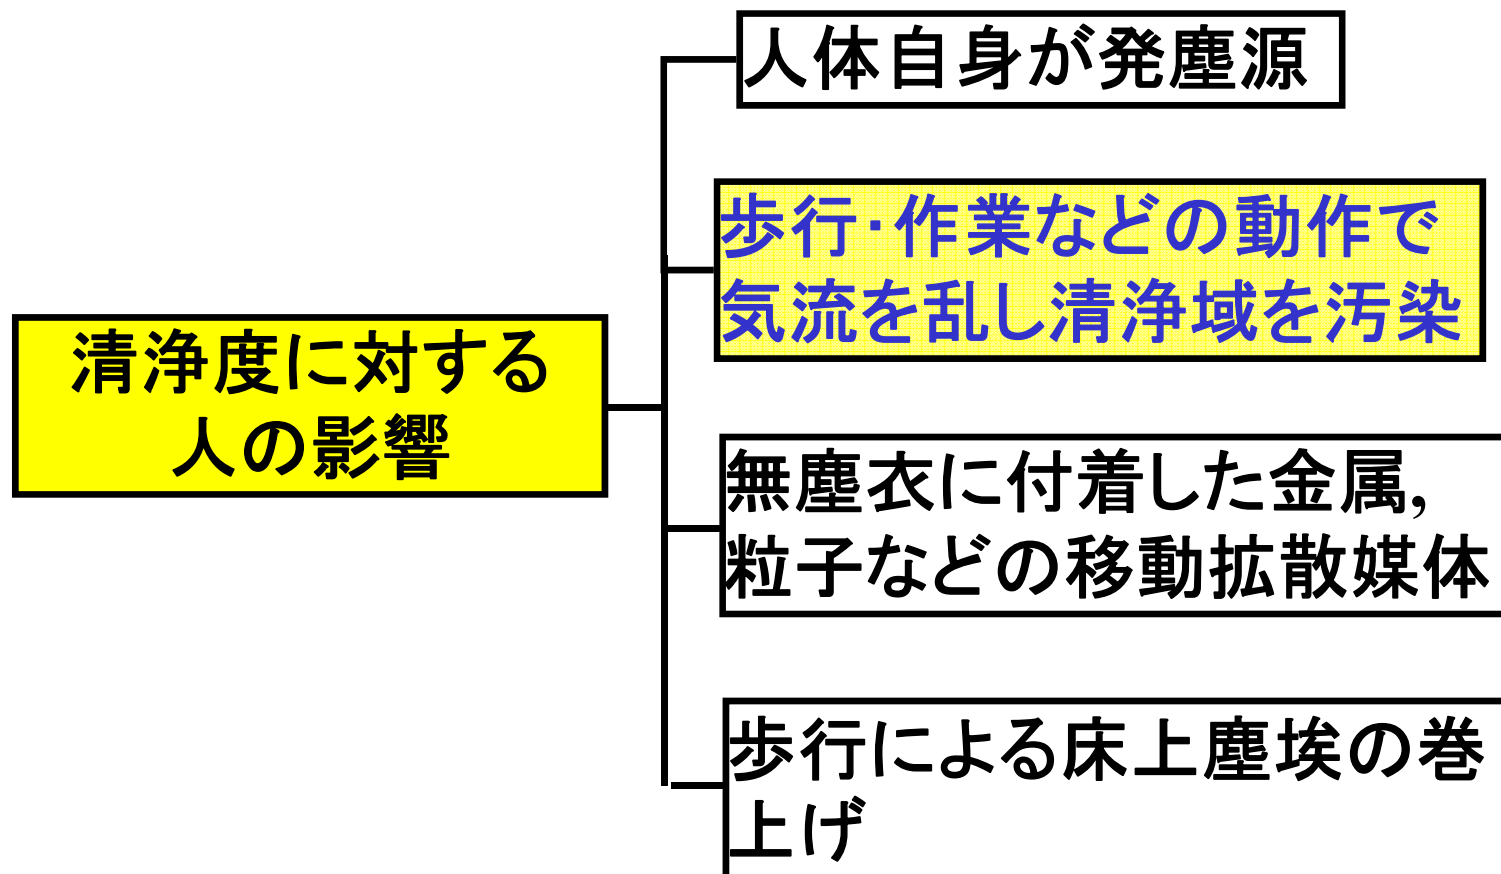 人体自身が発塵源
歩行・作業などの動作で
気流を乱し清浄域を汚染
清浄度に対する
人の影響
無塵衣に付着した金属,
粒子などの移動拡散媒体
歩行による床上塵埃の巻
上げ